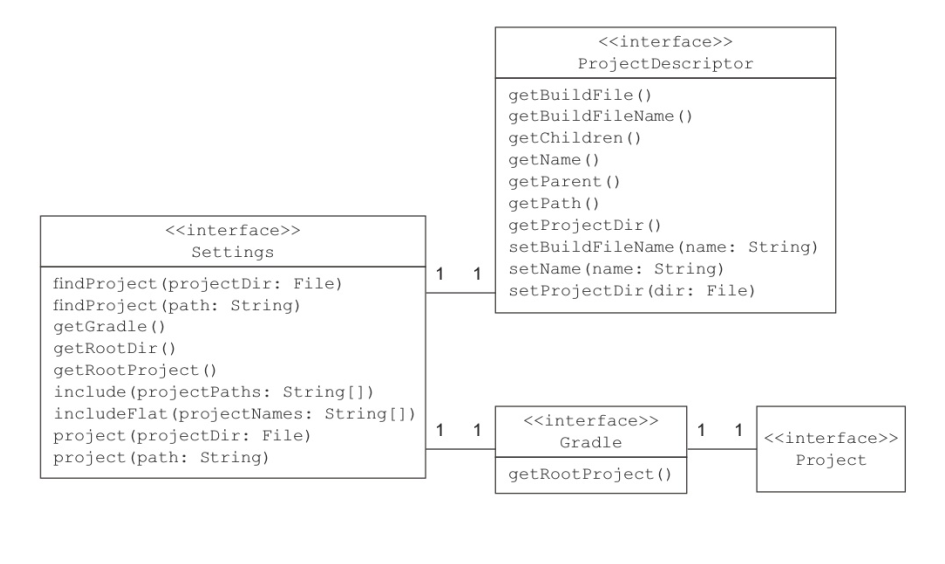 <<interface>>
ProjectDescriptor
getBuildFile()
getBuildFileName()
getChildren()
getName()
getParent()
getPath()
getProjectDir()
setBuildFileName(name: String)
setName(name: String)
setProjectDir(dir: File)
<<interface>>
Settings
findProject(projectDir: File)
findProject(path: String)
getGradle()
getRootDir()
getRootProject()
include(projectPaths: String[])
includeFlat(projectNames: String[])
project(projectDir: File)
project(path: String)
1 1
1 1
<<interface>>
Gradle
getRootProject()
1 1
<<interface>>
Project